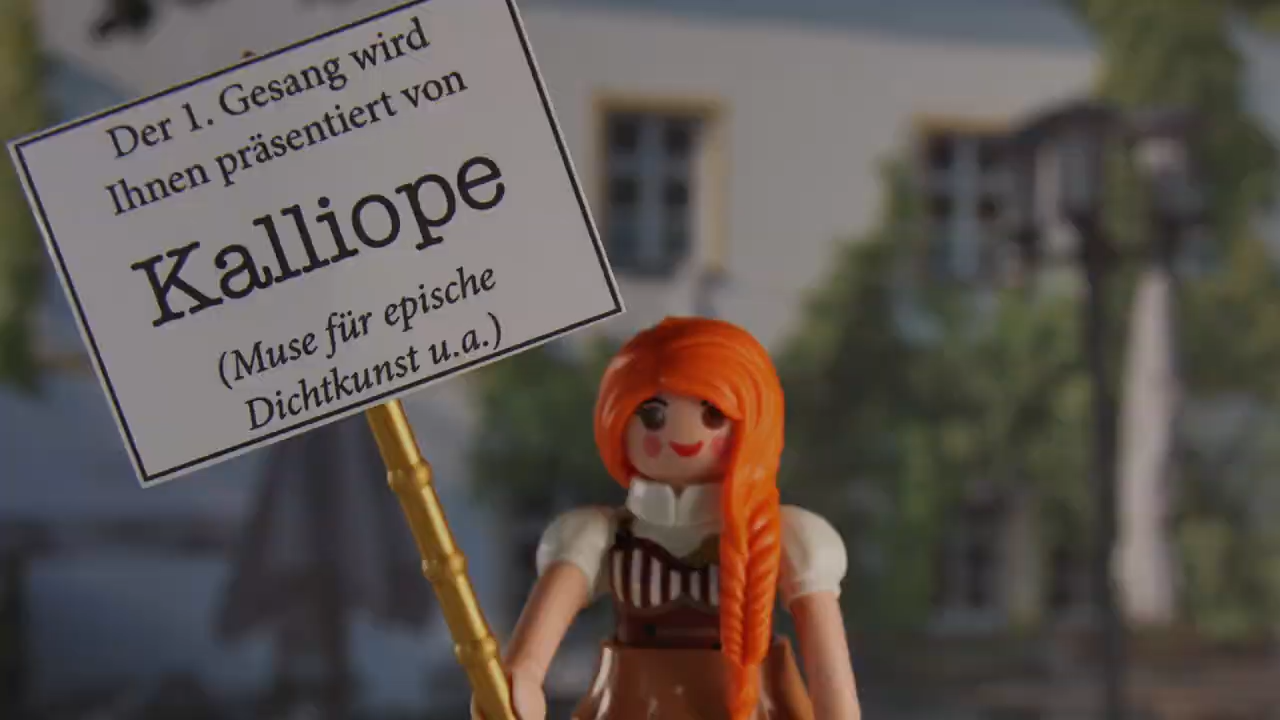 Der 1. Gesang wird
Ihnen präsentiert von
Kalliope
(Muse für epische
Dichtkunst u.a.)